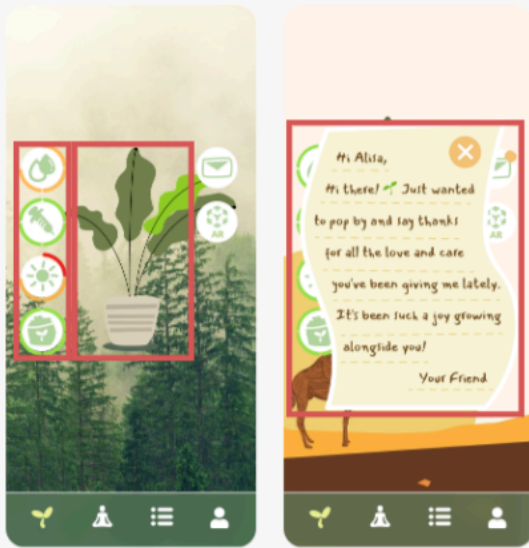 AR
Hi Alisa,
Hi there! Just wanted
to pop by and say thanks
for all the love and care
you've been giving me lately.
It's been such a joy growing
alongside you!
Your Friend
AR